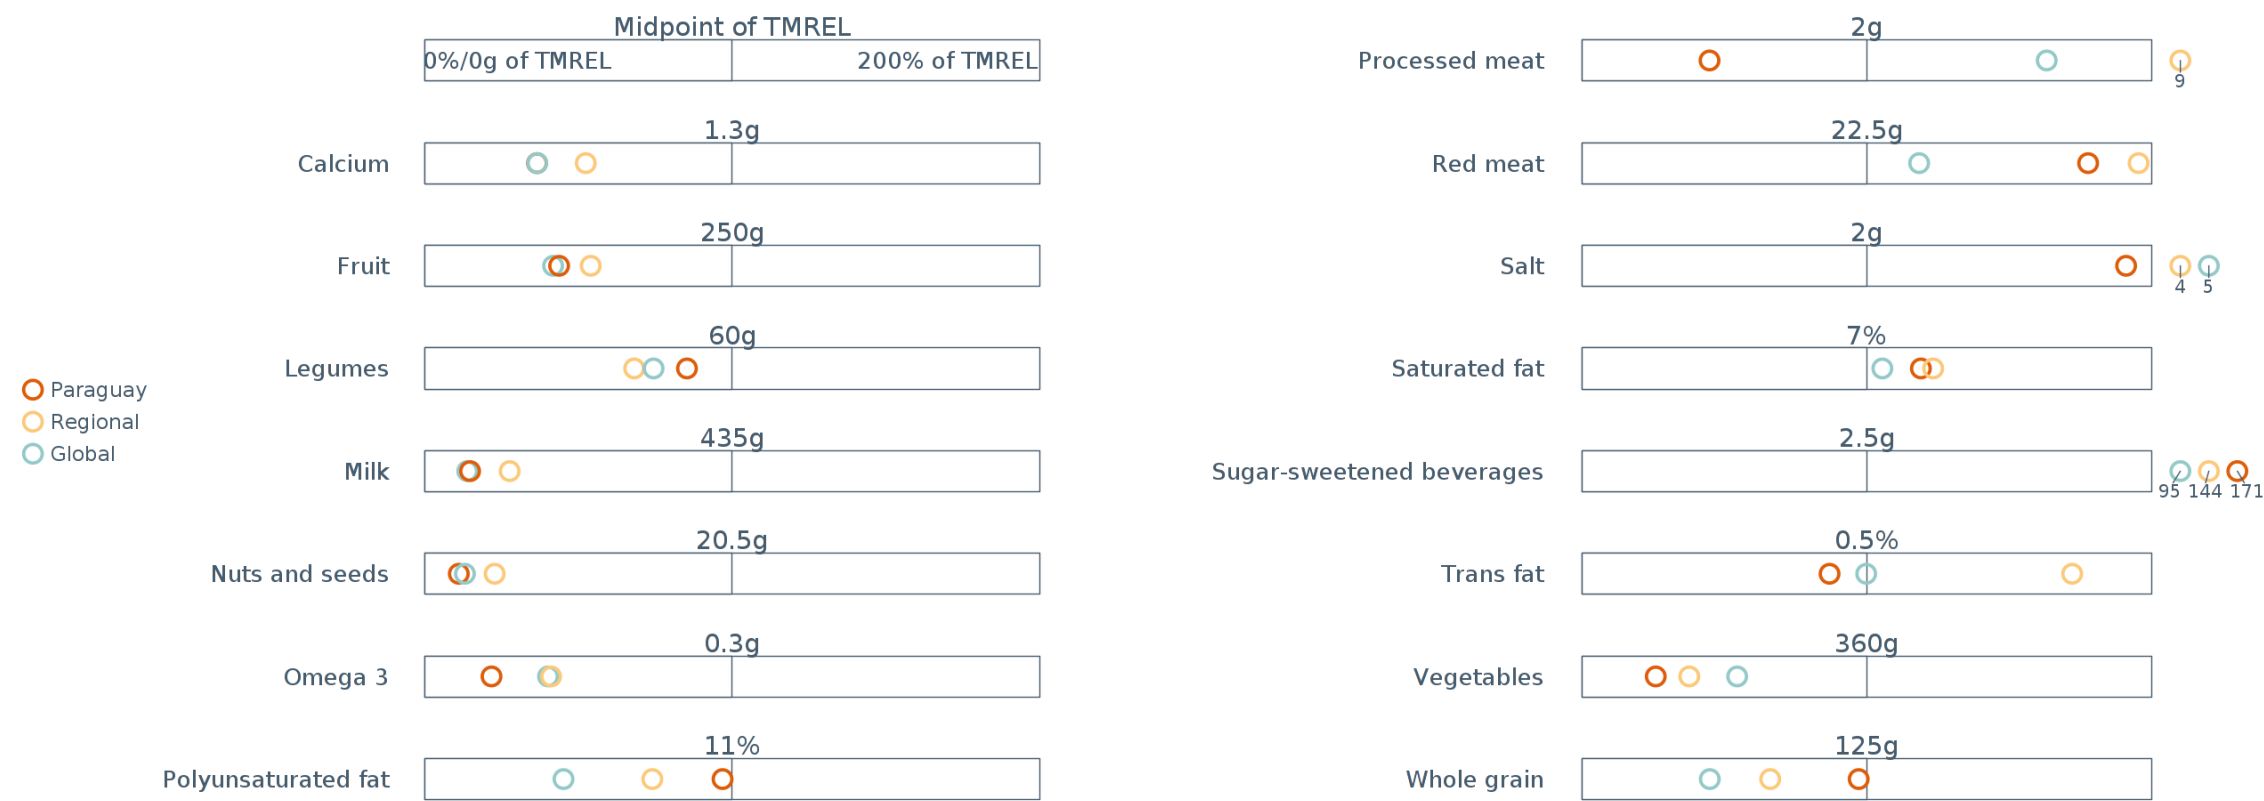 Midpoint of TMREL
0%/0g of TMREL
200% of TMREL
1.3g
Calcium
250g
Fruit
60g
Legumes
435g
Milk
20.5g
Nuts and seeds
0.3g
Omega 3
11%
Polyunsaturated fat
Paraguay
Regional
Global
2g
Processed meat
9
22.5g
Red meat
2g
Salt
4 5
7%
Saturated fat
2.5g
Sugar-sweetened beverages
95 144 171
0.5%
Trans fat
360g
Vegetables
125g
Whole grain